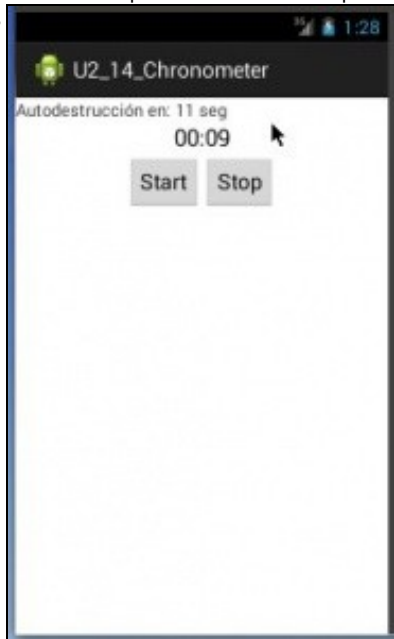 1:28
U2_14_Chronometer
Autodestrucción en: 11 seg
00:09
Start Stop